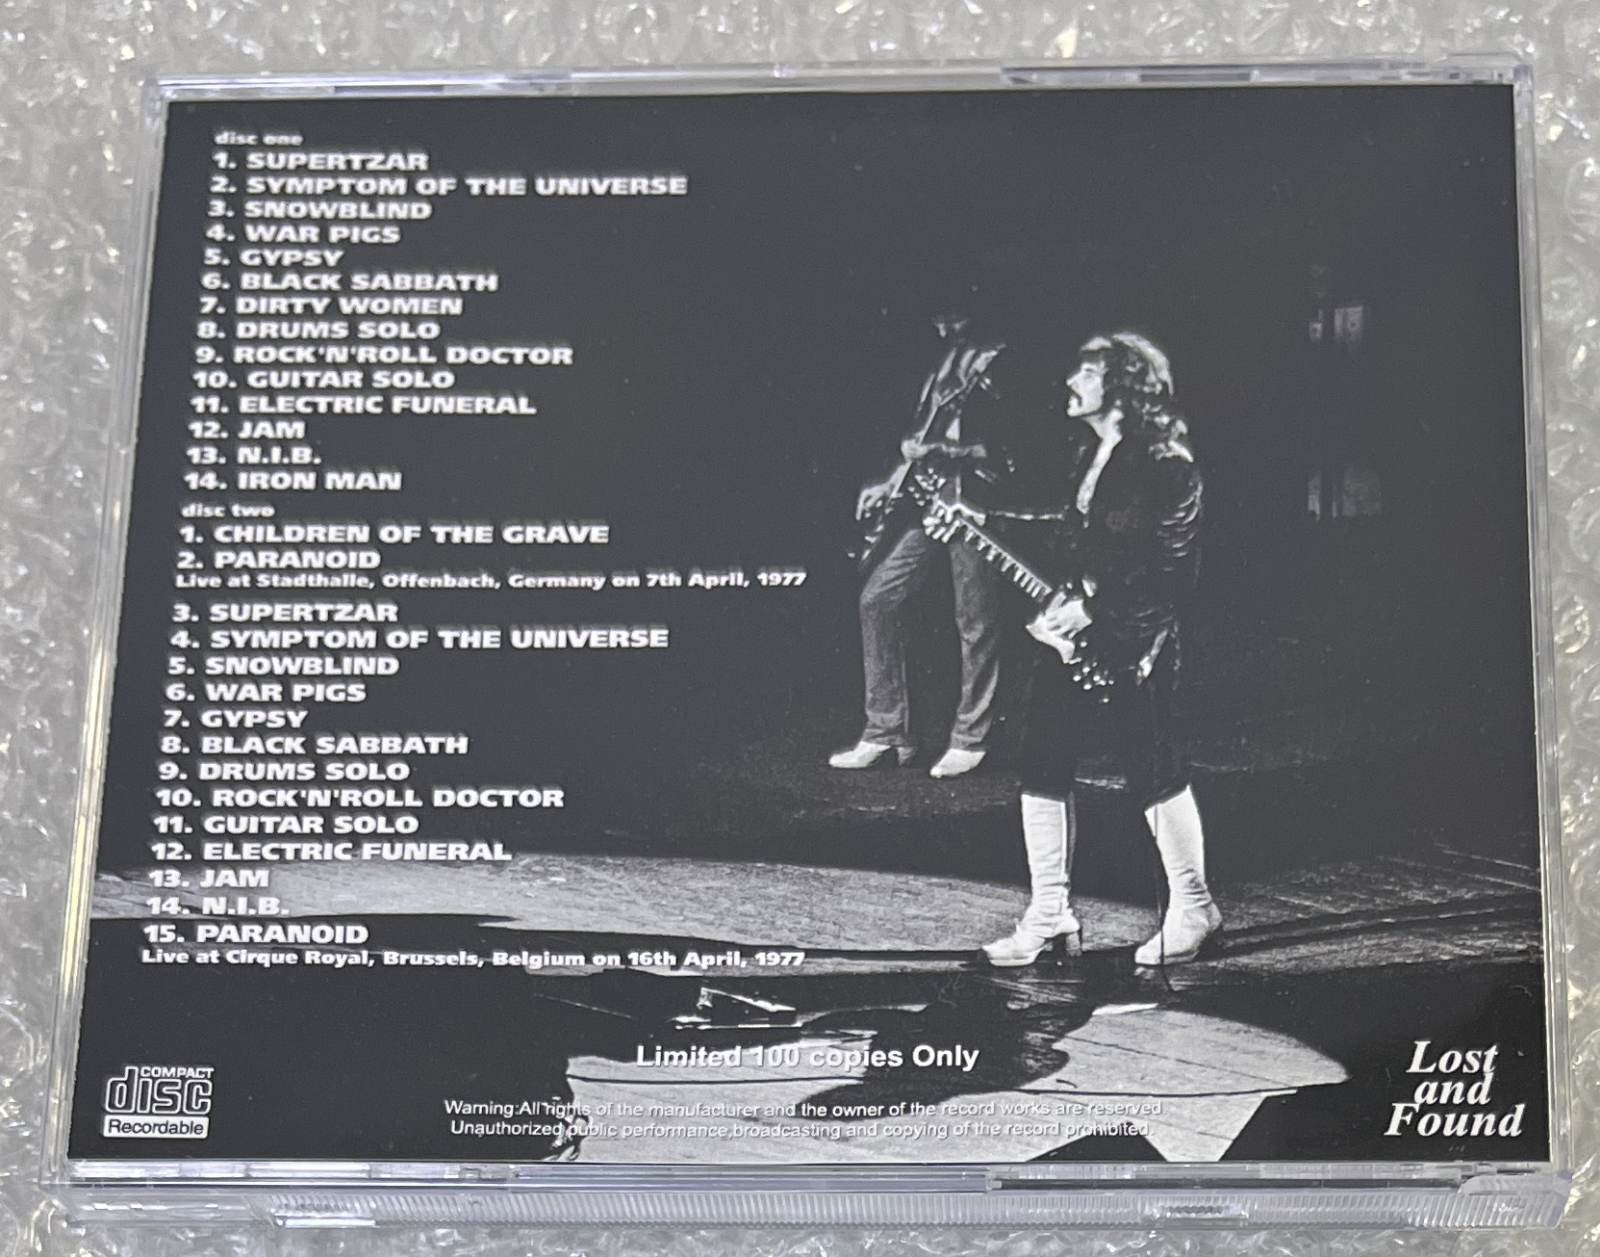 disc one
1. SUPERTZAR
2. SYMPTOM OF THE UNIVERSE
3. SNOWBLIND
4. WAR PIGS
5. GYPSY
6. BLACK SABBATH
7. DIRTY WOMEN
8. DRUMS SOLO
9. ROCK'N'ROLL DOCTOR
10. GUITAR SOLO
11. ELECTRIC FUNERAL
12. JAM
13. N.I.B.
14. IRON MAN
disc two
1. CHILDREN OF THE GRAVE
2. PARANOID
Live at Stadthalle, Offenbach, Germany on 7th April, 1977
3. SUPERTZAR
4. SYMPTOM OF THE UNIVERSE
5. SNOWBLIND
6. WAR PIGS
7. GYPSY
8. BLACK SABBATH
9. DRUMS SOLO
10. ROCK'N'ROLL DOCTOR
11. GUITAR SOLO
12. ELECTRIC FUNERAL
13. JAM
14. N.I.B.
15. PARANOID
Live at Cirque Royal, Brussels, Belgium on 16th April, 1977
Limited 100 copies Only
Warning:All rights of the manufacturer and the owner of the record works are reserved
Unauthorized,public performance,broadcasting and copying of the record prohibited.
COMPACT
disc
Recordable
Lost
and
Found